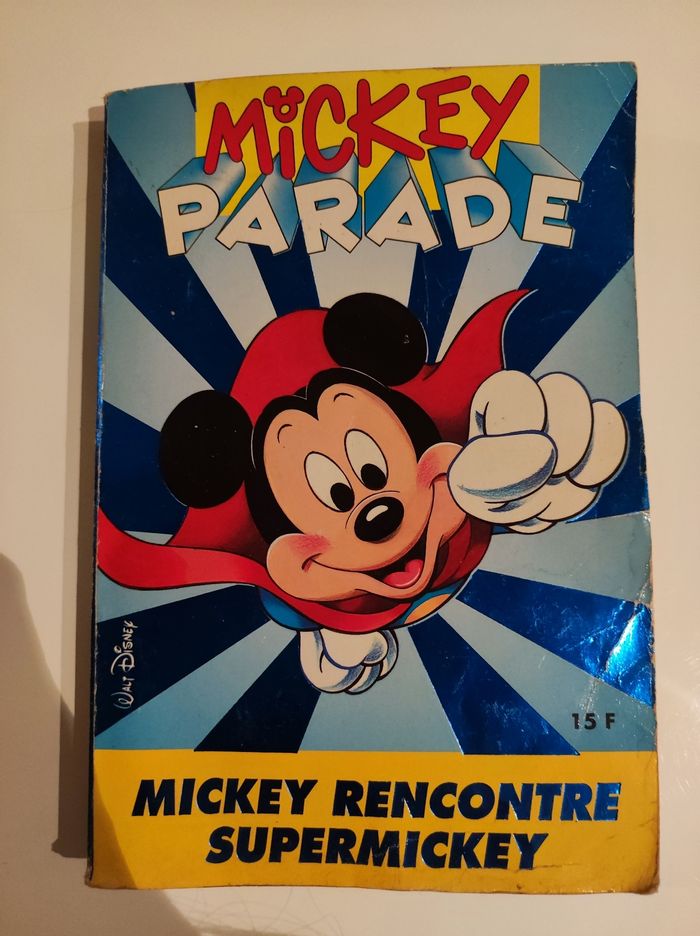 MICKEY
PARADE
WALT DISNEY
15 F
MICKEY RENCONTRE
SUPERMICKEY